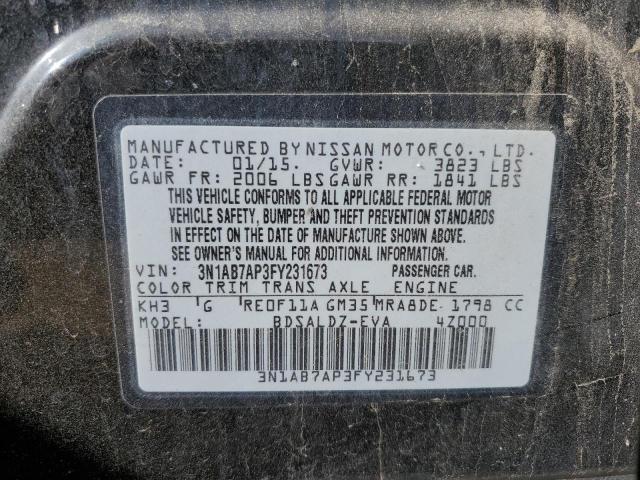 MANUFACTURED BY NISSAN MOTOR CO., LTD.
DATE: 01/15. GVWR: 3823 LBS
GAWR FR: 2006 LBS GAWR RR: 1841 LBS
THIS VEHICLE CONFORMS TO ALL APPLICABLE FEDERAL MOTOR
VEHICLE SAFETY, BUMPER AND THEFT PREVENTION STANDARDS
IN EFFECT ON THE DATE OF MANUFACTURE SHOWN ABOVE.
SEE OWNER'S MANUAL FOR ADDITIONAL INFORMATION.
VIN: 3N1AB7AP3FY231673 PASSENGER CAR.
COLOR TRIM TRANS AXLE ENGINE
KH3 G RE0F11A GM35 MRA8DE- 1798 CC
MODEL: BDSALDZ-EVA 4Z000
3N1AB7AP3FY231673